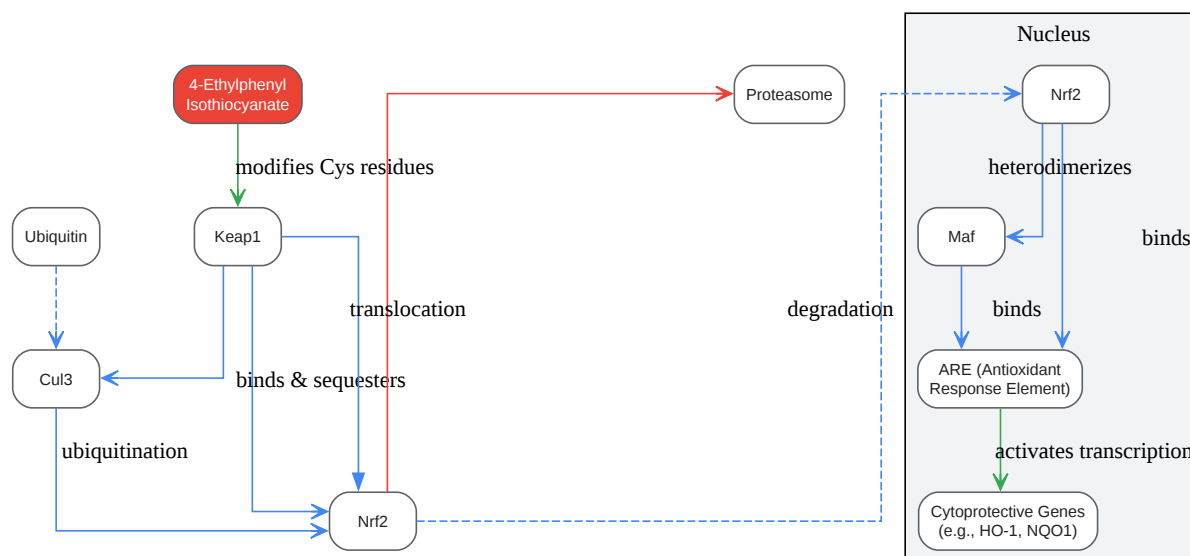 Nucleus
4-Ethylphenyl
Isothiocyanate
Proteasome
Nrf2
modifies Cys residues
heterodimerizes
Ubiquitin
Keap1
Maf
binds
translocation
degradation
binds
Cul3
binds & sequesters
ARE (Antioxidant
Response Element)
ubiquitination
activates transcription
Nrf2
Cytoprotective Genes
(e.g., HO-1, NQO1)